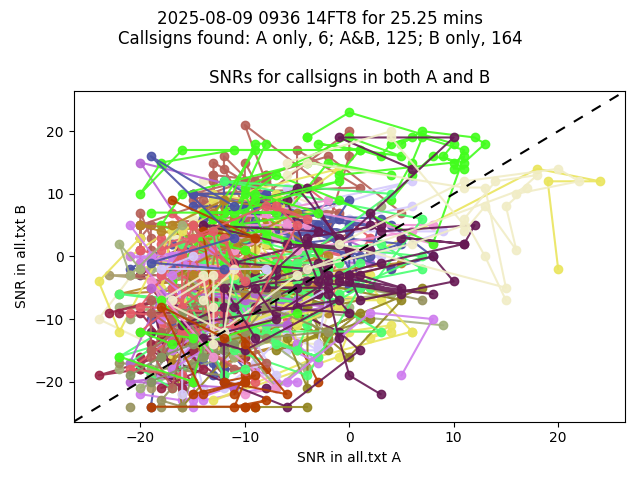 2025-08-09 0936 14FT8 for 25.25 mins
Callsigns found: A only, 6; A&B, 125; B only, 164
SNRs for callsigns in both A and B
20
10
0
−10
−20
SNR in all.txt B
−20
−10
0
10
20
SNR in all.txt A